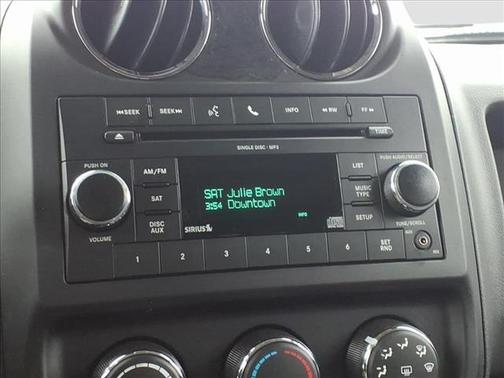 SEEK SEEK INFO RW FF
SINGLE DISC - MP3 TIME
PUSH ON AM/FM LIST PUSH AUDIO/SELECT
SAT MUSIC TYPE
SAT Julie Brown
3:54 Downtown
INFO
DISC AUX SETUP
VOLUME SIRIUS TUNE/SCROLL
AUX
1 2 3 4 5 6 SET RND